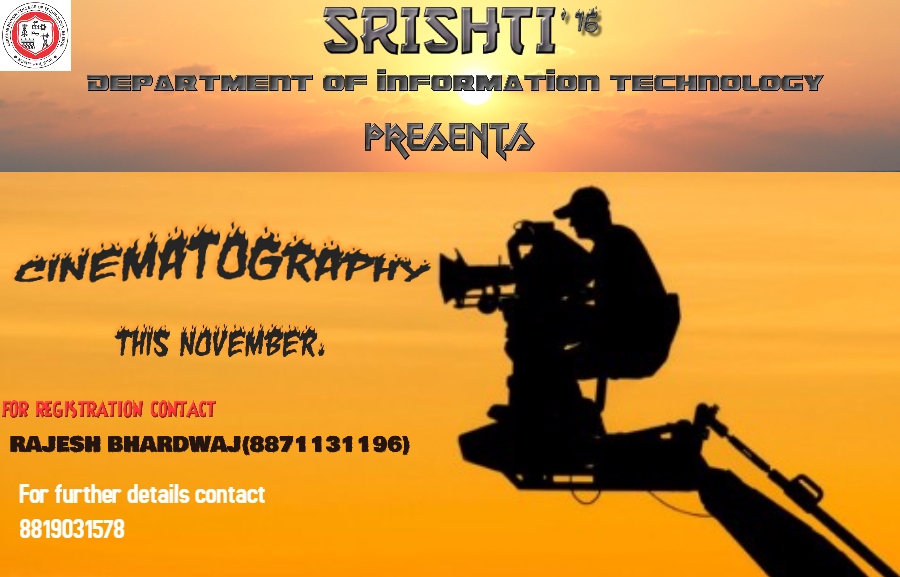 SRISHTI '16
DEPARTMENT OF INFORMATION TECHNOLOGY
PRESENTS
CINEMATOGRAPHY
THIS NOVEMBER.
FOR REGISTRATION CONTACT
RAJESH BHARDWAJ(8871131196)
For further details contact
8819031578